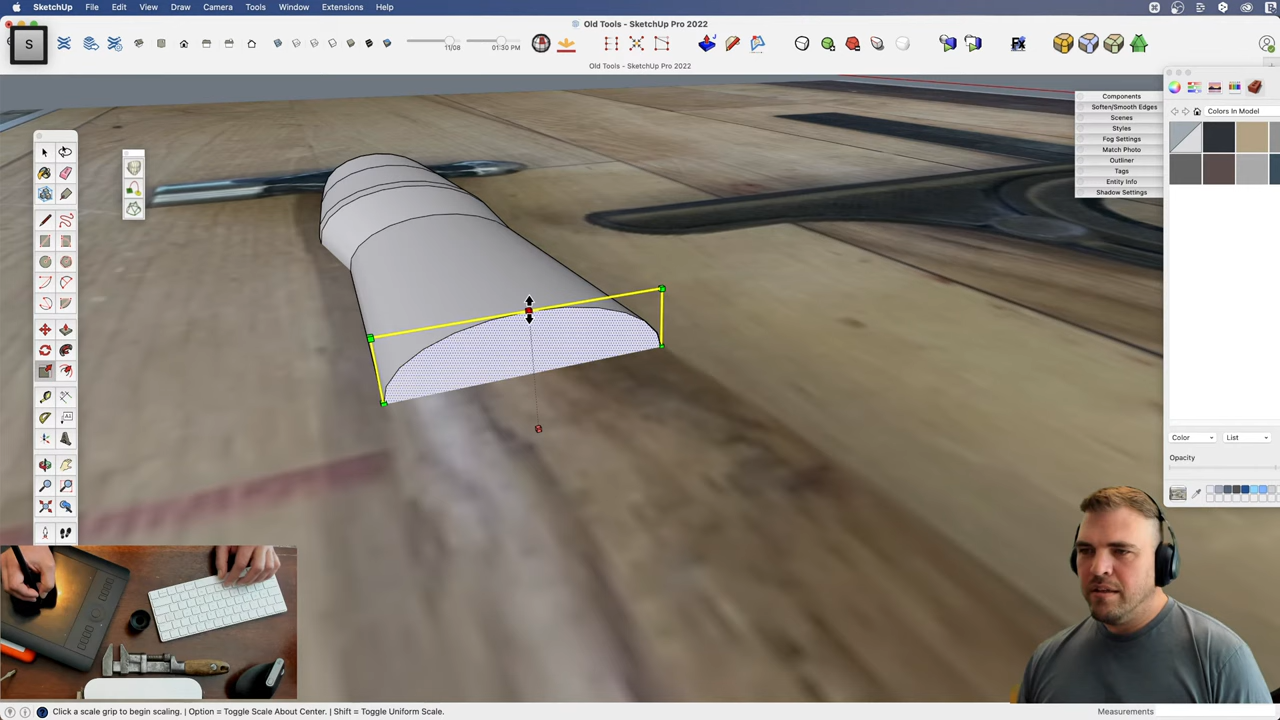 SketchUp File Edit View Draw Camera Tools Window Extensions Help
Old Tools - SketchUp Pro 2022
S
11/08
01:30 PM
Old Tools - SketchUp Pro 2022
Components
Soften/Smooth Edges
Scenes
Styles
Fog Settings
Match Photo
Outliner
Tags
Entity Info
Shadow Settings
Colors In Model
Color
List
Opacity
Click a scale grip to begin scaling. | Option = Toggle Scale About Center. | Shift = Toggle Uniform Scale.
Measurements